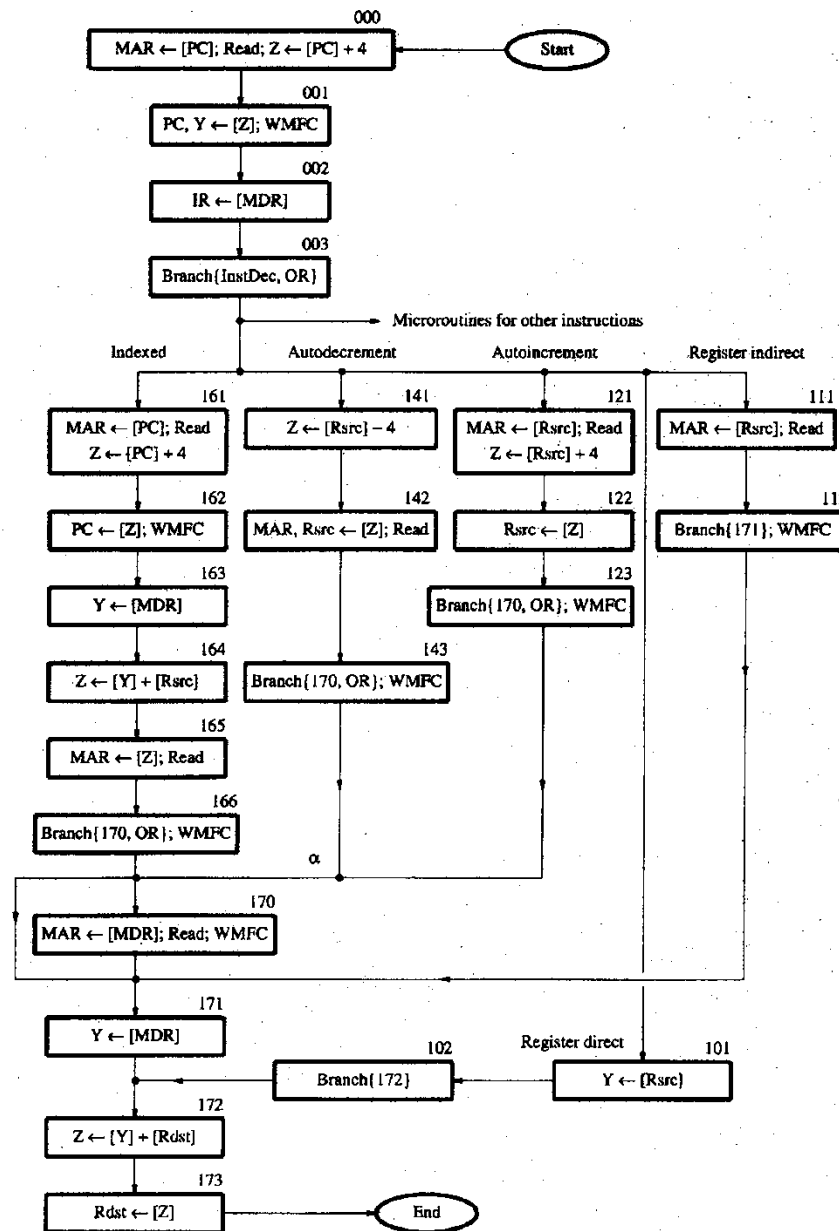 000
MAR ← [PC]; Read; Z ← [PC] + 4
Start
001
PC, Y ← [Z]; WMFC
002
IR ← [MDR]
003
Branch{InstDec, OR}
Microroutines for other instructions
Indexed
Autodecrement
Autoincrement
Register indirect
161
MAR ← [PC]; Read
Z ← [PC] + 4
141
Z ← [Rsrc] − 4
121
MAR ← [Rsrc]; Read
Z ← [Rsrc] + 4
111
MAR ← [Rsrc]; Read
162
PC ← [Z]; WMFC
142
MAR, Rsrc ← [Z]; Read
122
Rsrc ← [Z]
11
Branch{171}; WMFC
163
Y ← [MDR]
123
Branch{170, OR}; WMFC
164
Z ← [Y] + [Rsrc]
143
Branch{170, OR}; WMFC
165
MAR ← [Z]; Read
166
Branch{170, OR}; WMFC
α
170
MAR ← [MDR]; Read; WMFC
171
Y ← [MDR]
Register direct
102
Branch{172}
101
Y ← [Rsrc]
172
Z ← [Y] + [Rdst]
173
Rdst ← [Z]
End